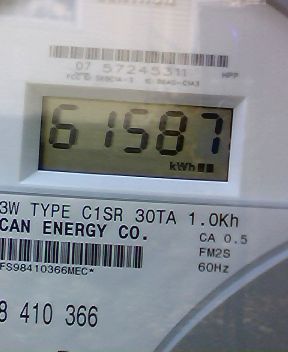 07 57245311 HPP
61587
kWh
3W TYPE C1SR 30TA 1.0Kh
CAN ENERGY CO. CA 0.5
FM2S
FS98410366MEC* 60Hz
8 410 366